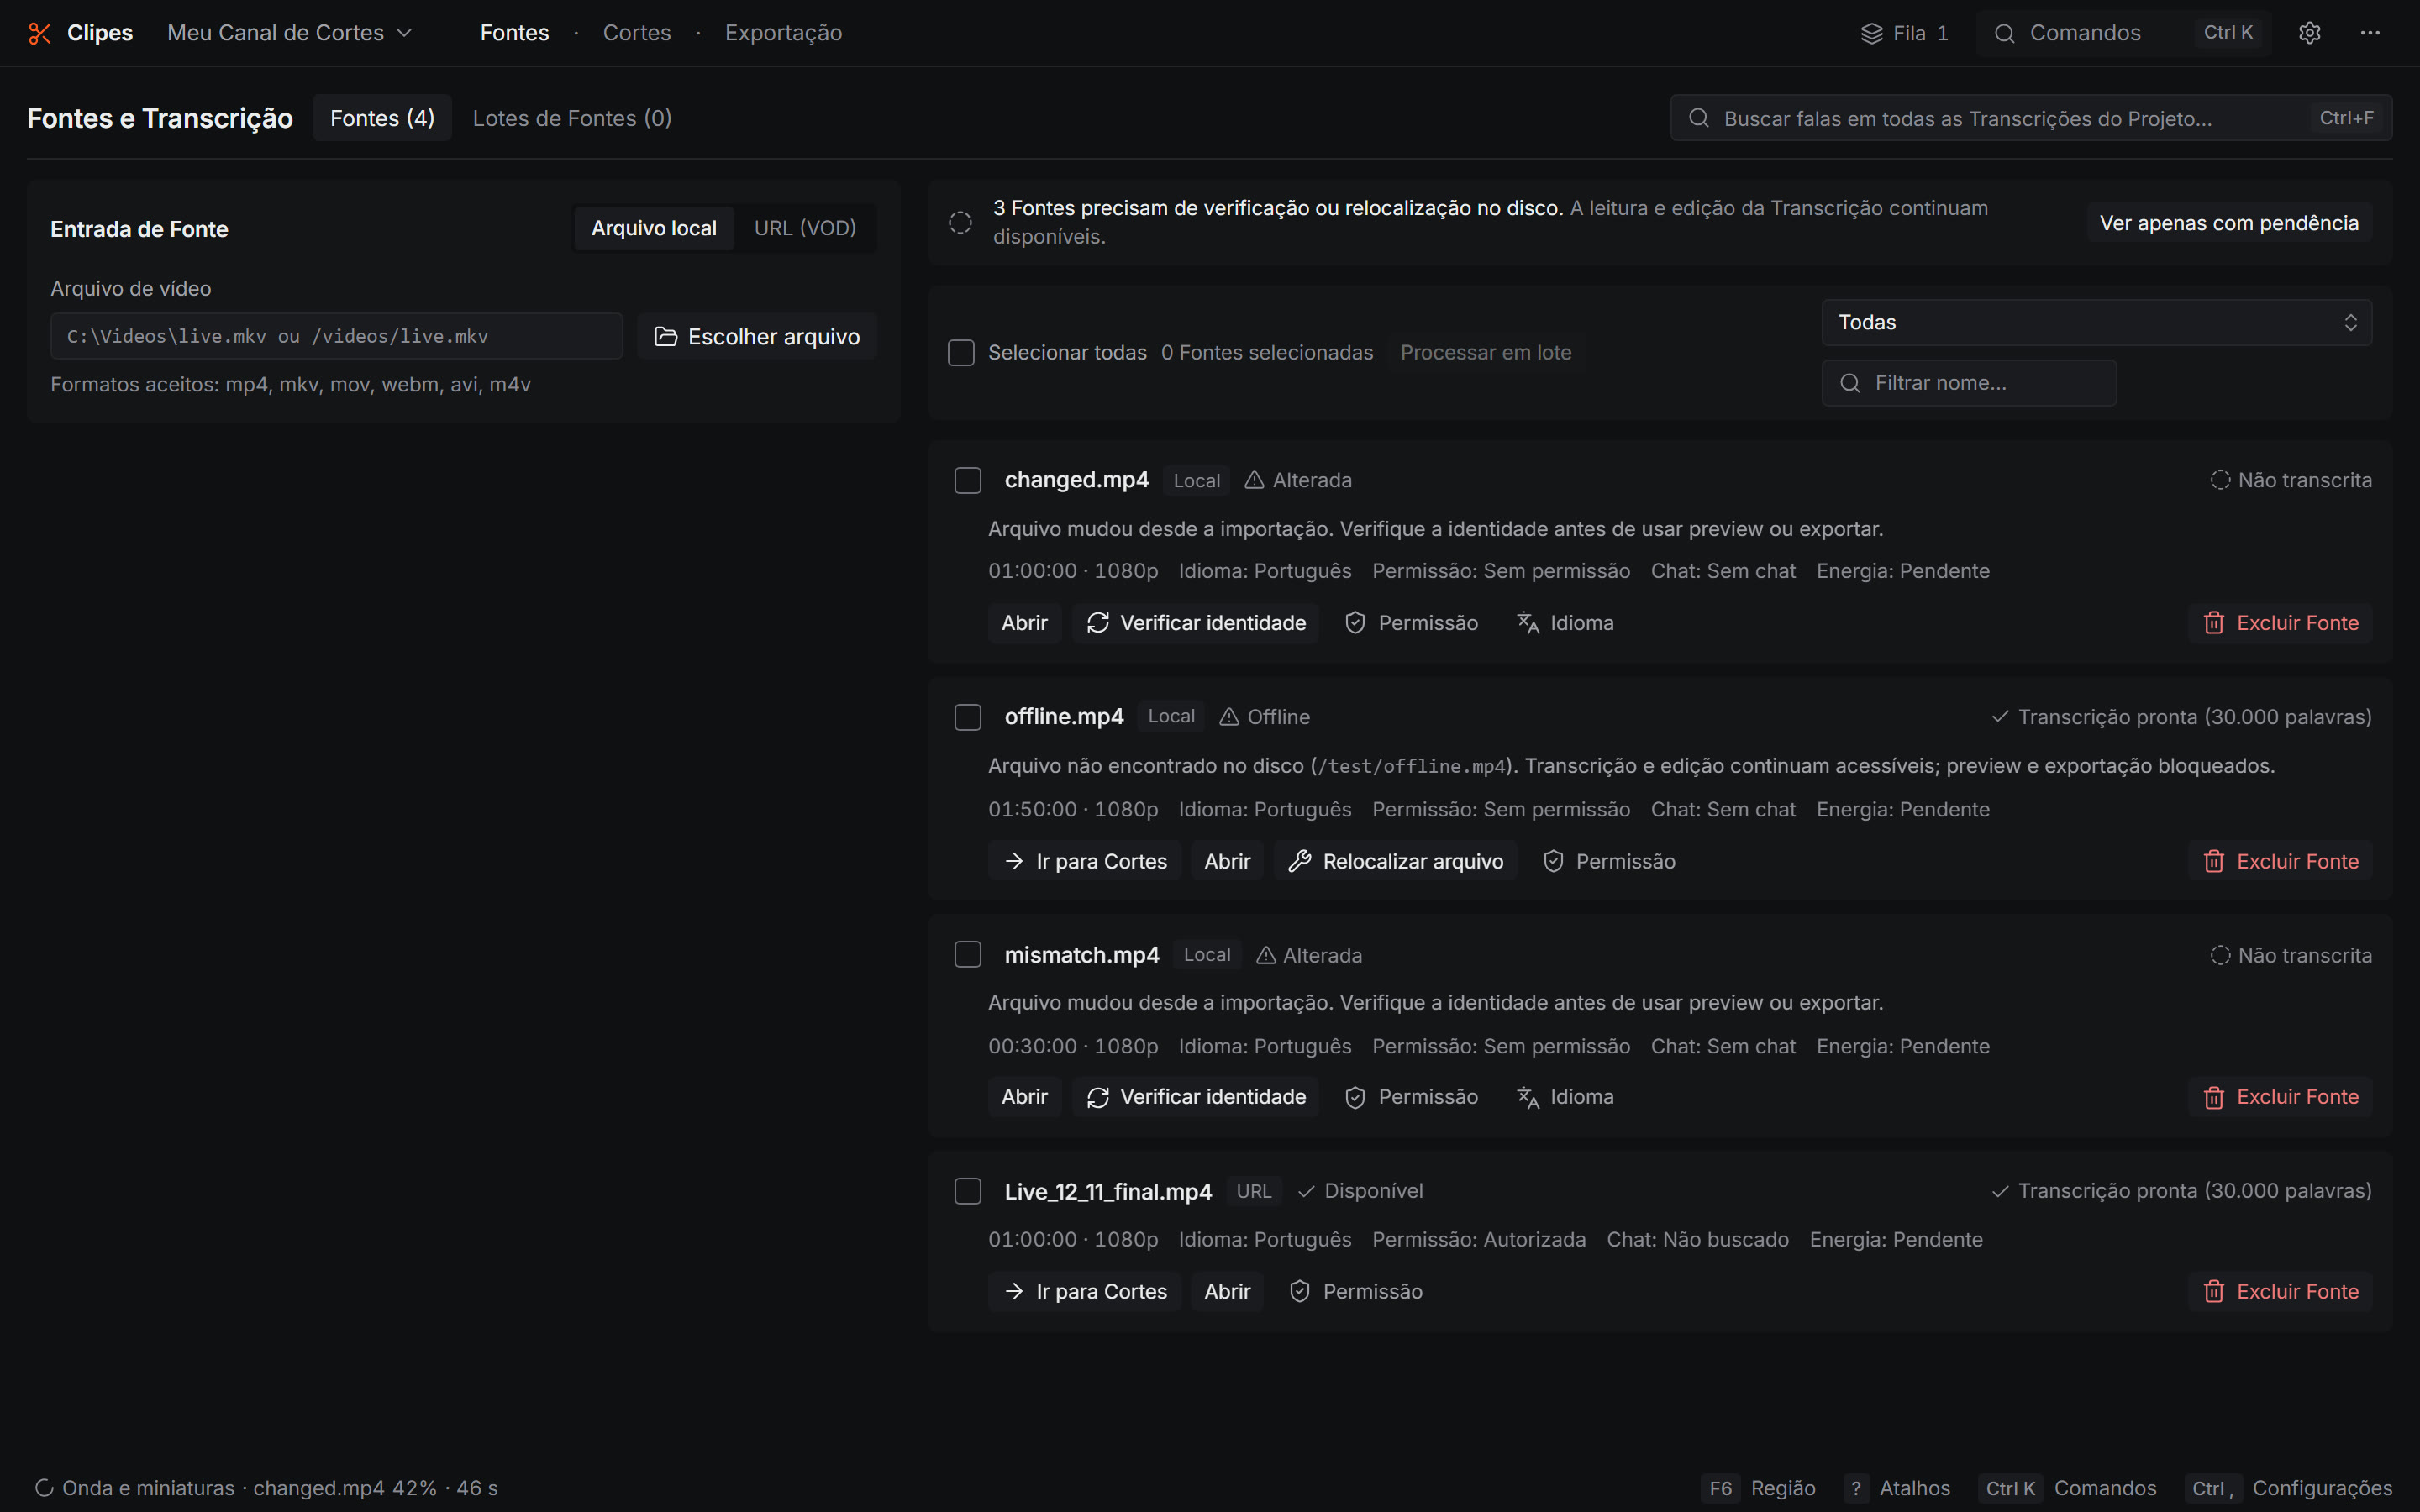 Clipes Meu Canal de Cortes Fontes · Cortes · Exportação Fila 1 Comandos Ctrl K
Fontes e Transcrição Fontes (4) Lotes de Fontes (0) Buscar falas em todas as Transcrições do Projeto... Ctrl+F
Entrada de Fonte Arquivo local URL (VOD)
Arquivo de vídeo
C:\Videos\live.mkv ou /videos/live.mkv Escolher arquivo
Formatos aceitos: mp4, mkv, mov, webm, avi, m4v
3 Fontes precisam de verificação ou relocalização no disco. A leitura e edição da Transcrição continuam
disponíveis.
Ver apenas com pendência
Selecionar todas 0 Fontes selecionadas Processar em lote
Todas
Filtrar nome...
changed.mp4 Local Alterada Não transcrita
Arquivo mudou desde a importação. Verifique a identidade antes de usar preview ou exportar.
01:00:00 · 1080p Idioma: Português Permissão: Sem permissão Chat: Sem chat Energia: Pendente
Abrir Verificar identidade Permissão Idioma Excluir Fonte
offline.mp4 Local Offline Transcrição pronta (30.000 palavras)
Arquivo não encontrado no disco (/test/offline.mp4). Transcrição e edição continuam acessíveis; preview e exportação bloqueados.
01:50:00 · 1080p Idioma: Português Permissão: Sem permissão Chat: Sem chat Energia: Pendente
Ir para Cortes Abrir Relocalizar arquivo Permissão Excluir Fonte
mismatch.mp4 Local Alterada Não transcrita
Arquivo mudou desde a importação. Verifique a identidade antes de usar preview ou exportar.
00:30:00 · 1080p Idioma: Português Permissão: Sem permissão Chat: Sem chat Energia: Pendente
Abrir Verificar identidade Permissão Idioma Excluir Fonte
Live_12_11_final.mp4 URL Disponível Transcrição pronta (30.000 palavras)
01:00:00 · 1080p Idioma: Português Permissão: Autorizada Chat: Não buscado Energia: Pendente
Ir para Cortes Abrir Permissão Excluir Fonte
Onda e miniaturas · changed.mp4 42% · 46 s F6 Região ? Atalhos Ctrl K Comandos Ctrl , Configurações